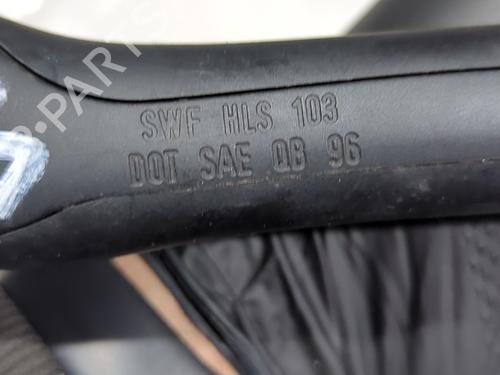 SWF HLS 103
DOT SAE QB 96